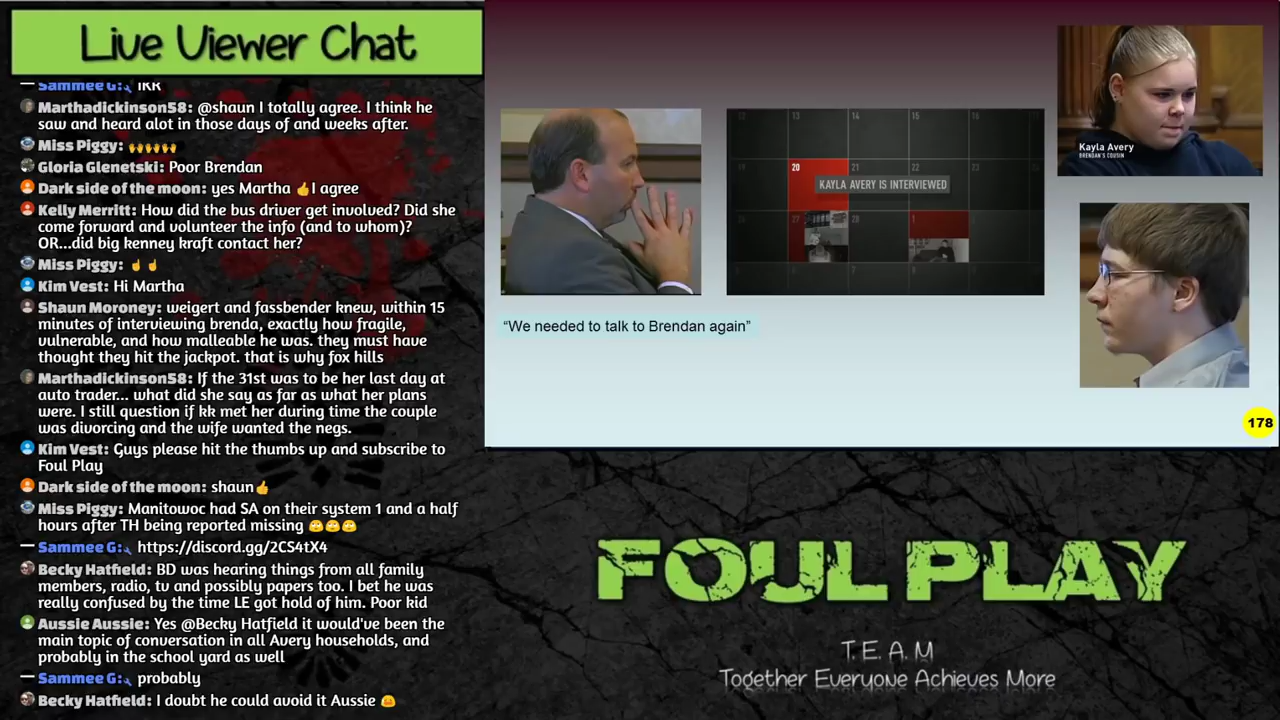 Live Viewer Chat
Sammee G: IKR
Marthadickinson58: @shaun I totally agree. I think he
saw and heard alot in those days of and weeks after.
Miss Piggy: 🙌🙌🙌
Gloria Glenetski: Poor Brendan
Dark side of the moon: yes Martha 👍I agree
Kelly Merritt: How did the bus driver get involved? Did she
come forward and volunteer the info (and to whom)?
OR...did big kenney kraft contact her?
Miss Piggy: ☝☝
Kim Vest: Hi Martha
Shaun Moroney: weigert and fassbender knew, within 15
minutes of interviewing brenda, exactly how fragile,
vulnerable, and how malleable he was. they must have
thought they hit the jackpot. that is why fox hills
Marthadickinson58: If the 31st was to be her last day at
auto trader... what did she say as far as what her plans
were. I still question if kk met her during time the couple
was divorcing and the wife wanted the negs.
Kim Vest: Guys please hit the thumbs up and subscribe to
Foul Play
Dark side of the moon: shaun👍
Miss Piggy: Manitowoc had SA on their system 1 and a half
hours after TH being reported missing 🙄🙄🙄
Sammee G: https://discord.gg/2CS4tX4
Becky Hatfield: BD was hearing things from all family
members, radio, tv and possibly papers too. I bet he was
really confused by the time LE got hold of him. Poor kid
Aussie Aussie: Yes @Becky Hatfield it would've been the
main topic of conversation in all Avery households, and
probably in the school yard as well
Sammee G: probably
Becky Hatfield: I doubt he could avoid it Aussie
13 14 15
20 21 22
KAYLA AVERY IS INTERVIEWED
27 28 1
Kayla Avery
BRENDAN'S COUSIN
“We needed to talk to Brendan again”
178
FOUL PLAY
T.E.A.M
Together Everyone Achieves More